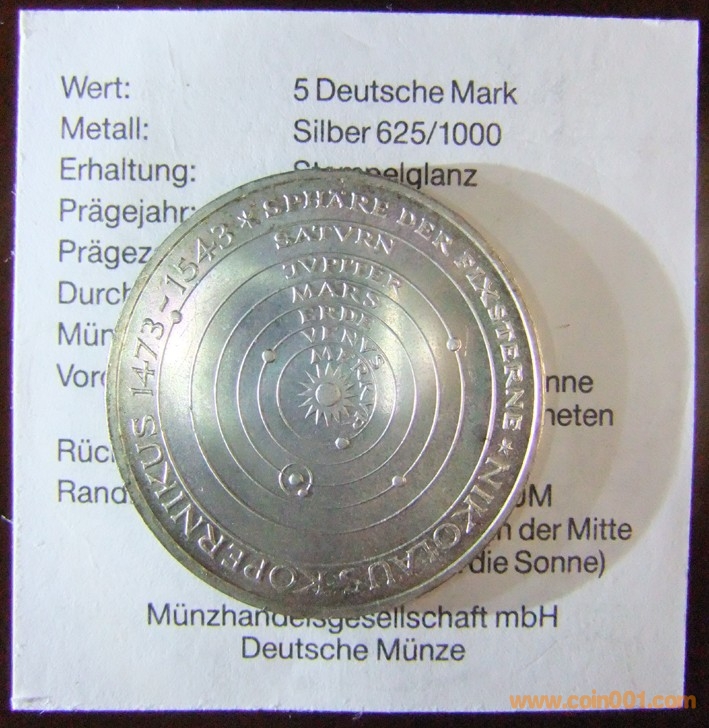 Wert: 5 Deutsche Mark
Metall: Silber 625/1000
Erhaltung: Stempelglanz
Prägejahr:
Prägez
Durch
Mün
Vord
nne
neten
Rüc
Rand
UM
n der Mitte
die Sonne)
Münzhandelsgesellschaft mbH
Deutsche Münze
SPHÄRE DER FIXSTERNE * NIKOLAUS KOPERNIKUS 1473-1543 *
SATVRN
JVPITER
MARS
ERDE
VENVS
MERKVR
www.coin001.com